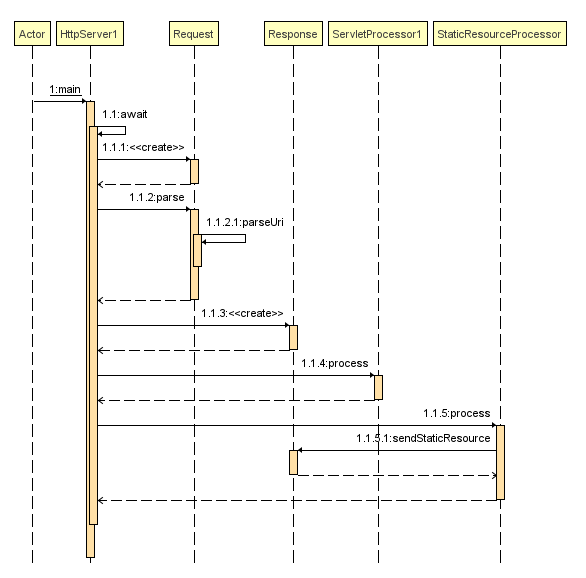 Actor
HttpServer1
Request
Response
ServletProcessor1
StaticResourceProcessor
1:main
1.1:await
1.1.1:<<create>>
1.1.2:parse
1.1.2.1:parseUri
1.1.3:<<create>>
1.1.4:process
1.1.5:process
1.1.5.1:sendStaticResource